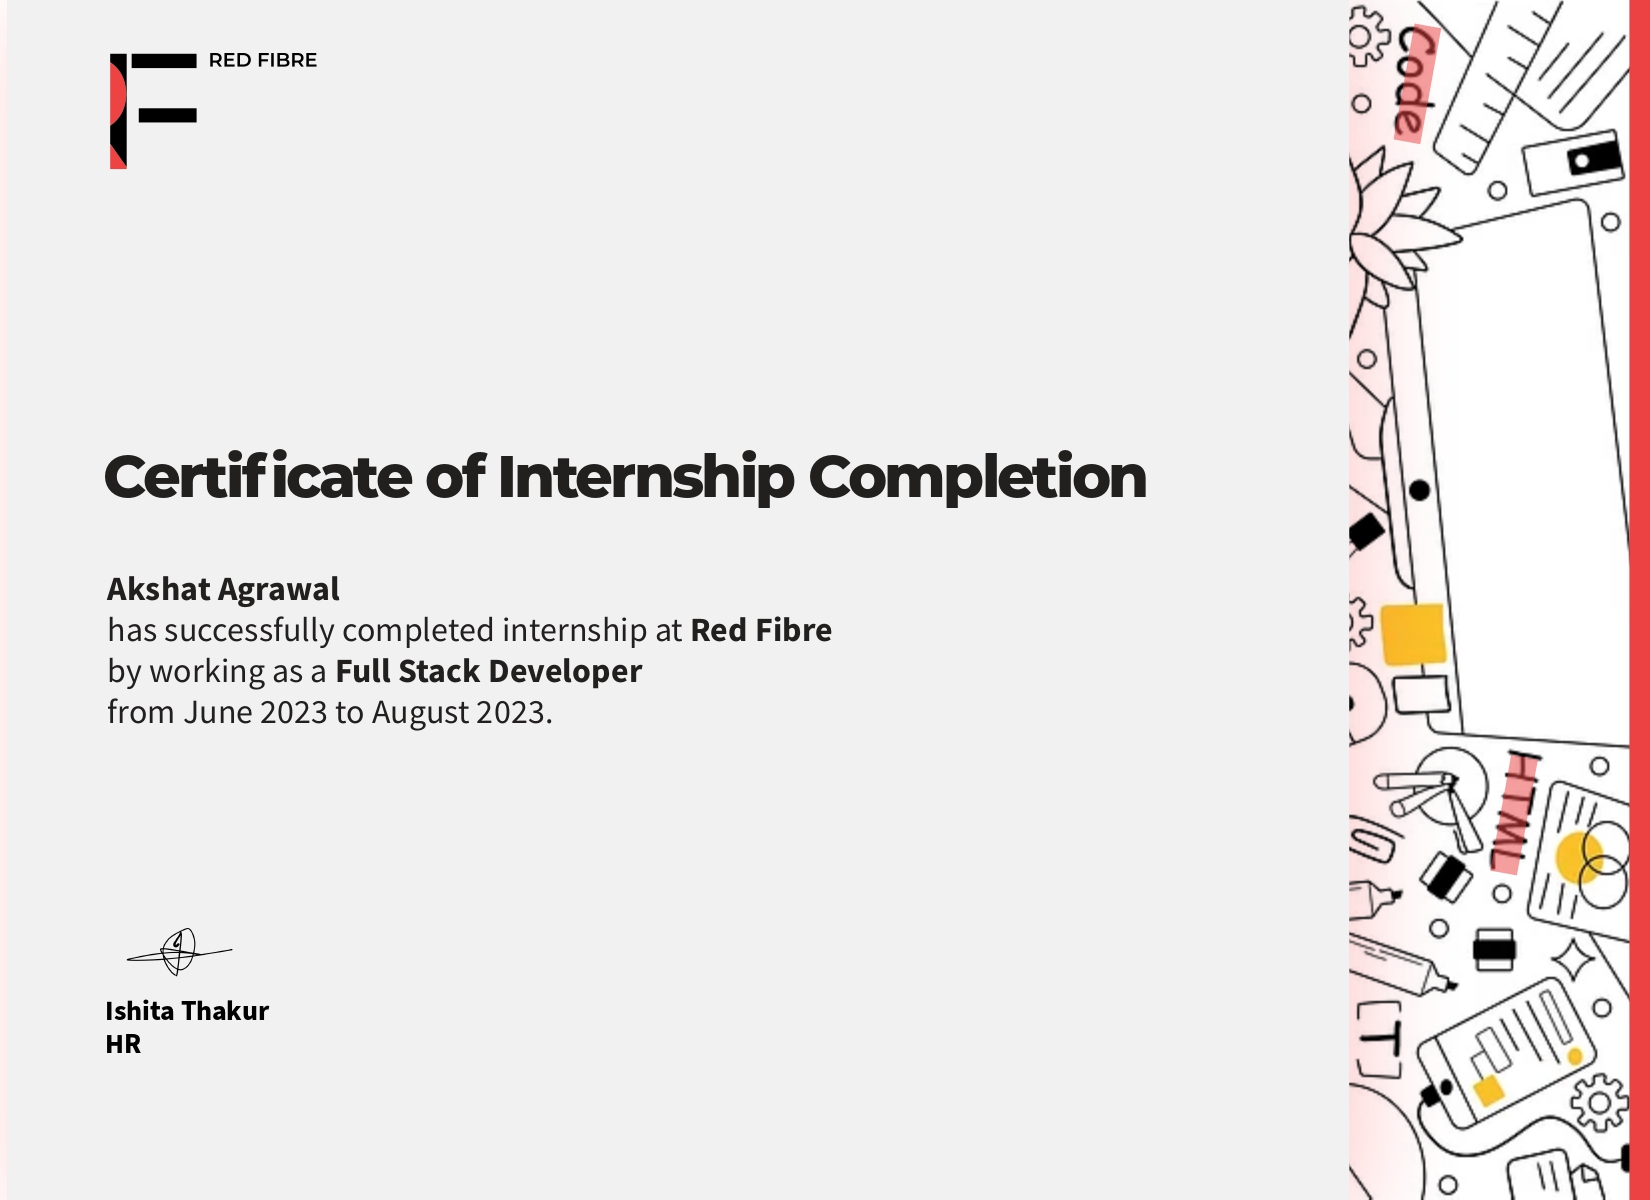 RED FIBRE
Code
Certificate of Internship Completion
Akshat Agrawal
has successfully completed internship at Red Fibre
by working as a Full Stack Developer
from June 2023 to August 2023.
HTML
Ishita Thakur
HR
T